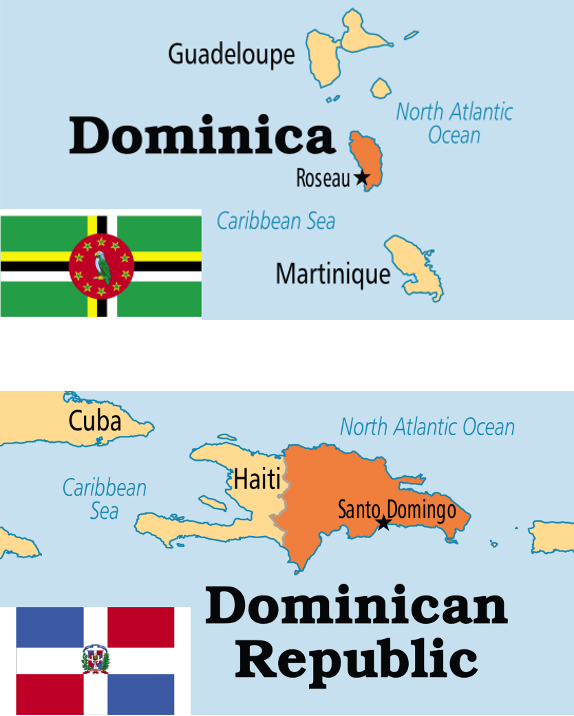 Guadeloupe
North Atlantic
Ocean
Dominica
Roseau
Caribbean Sea
Martinique
Cuba
North Atlantic Ocean
Haiti
Caribbean
Sea
Santo Domingo
Dominican
Republic